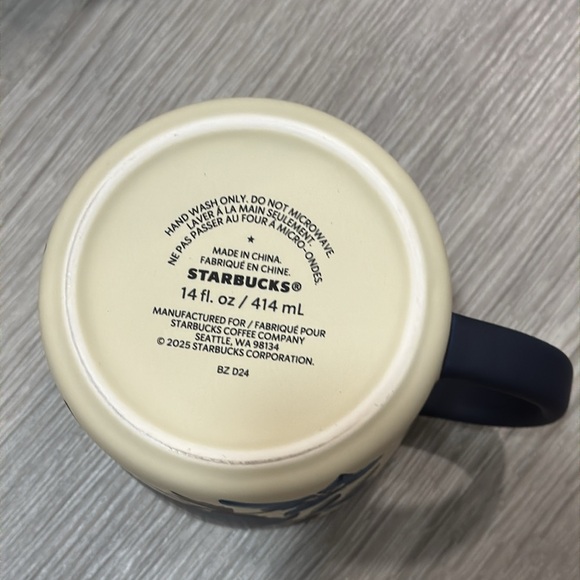 HAND WASH ONLY. DO NOT MICROWAVE.
LAVER À LA MAIN SEULEMENT.
NE PAS PASSER AU FOUR À MICRO-ONDES.
MADE IN CHINA.
FABRIQUÉ EN CHINE.
STARBUCKS®
14 fl. oz / 414 mL
MANUFACTURED FOR / FABRIQUÉ POUR
STARBUCKS COFFEE COMPANY
SEATTLE, WA 98134
© 2025 STARBUCKS CORPORATION.
BZ D24